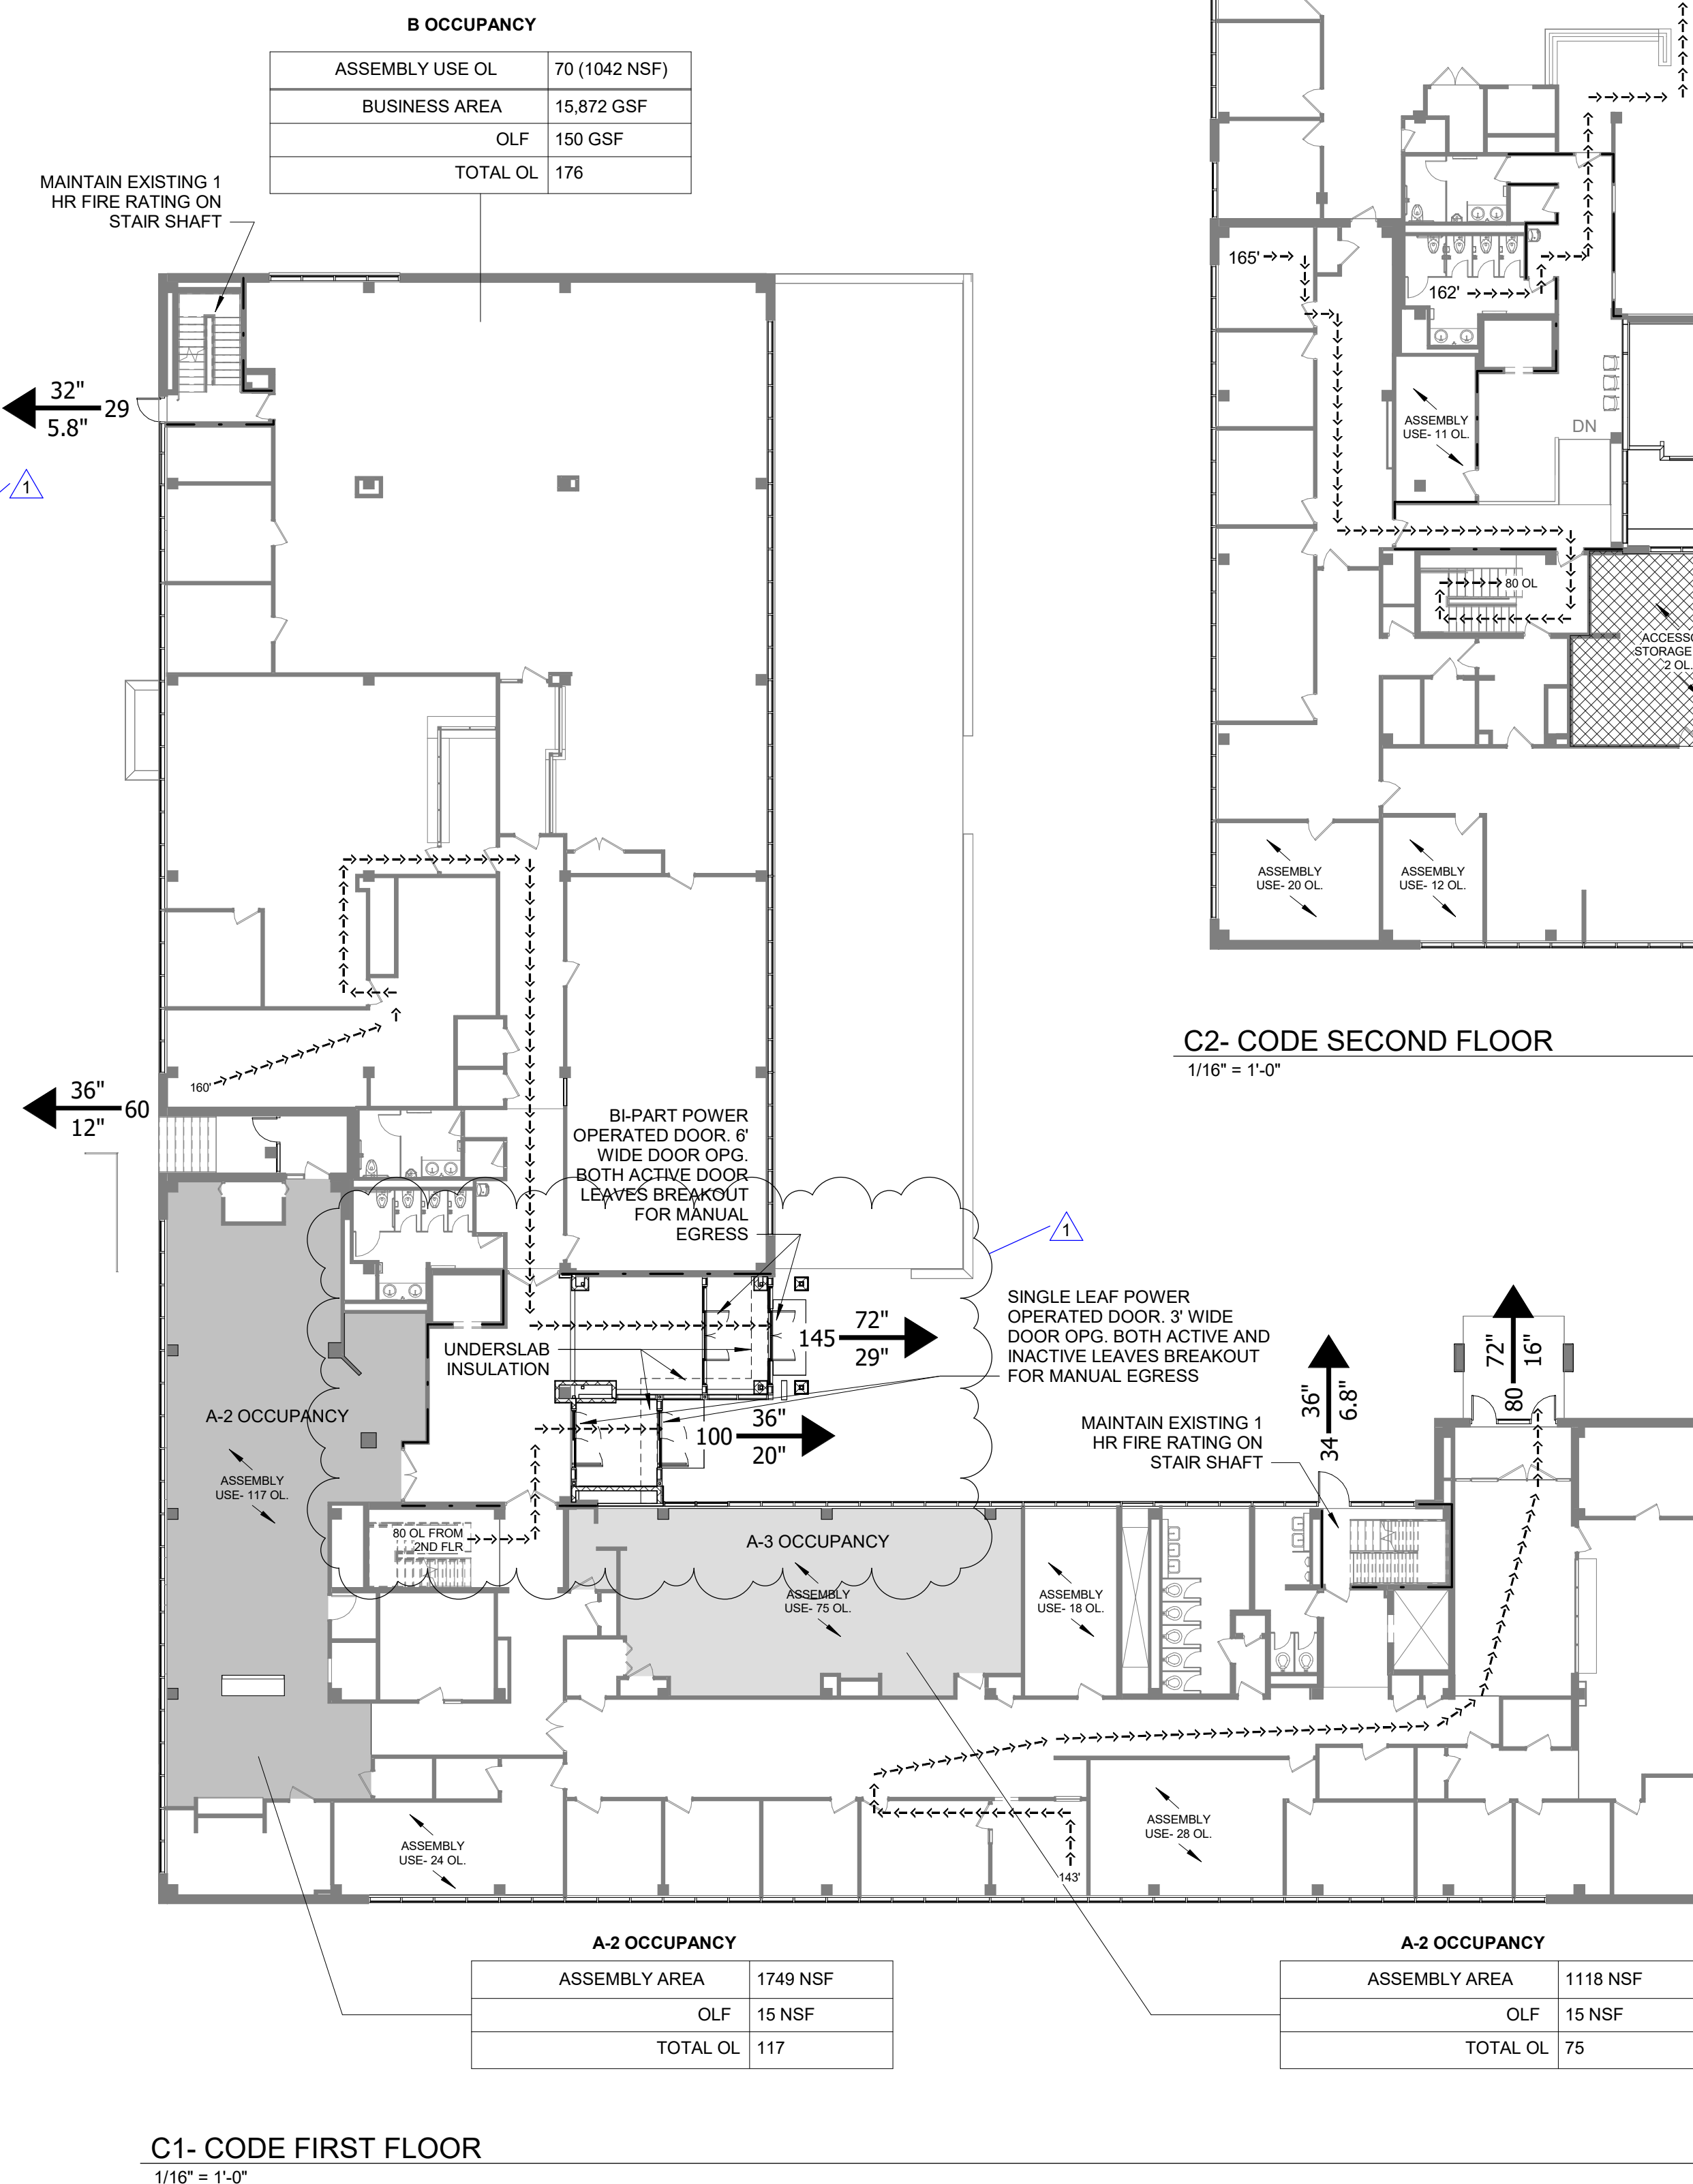 B OCCUPANCY
ASSEMBLY USE OL 70 (1042 NSF)
BUSINESS AREA 15,872 GSF
OLF 150 GSF
TOTAL OL 176
MAINTAIN EXISTING 1
HR FIRE RATING ON
STAIR SHAFT
32"
29
5.8"
1
165'
162'
ASSEMBLY
USE- 11 OL.
DN
80 OL
STORAGE
2 OL.
ASSEMBLY
USE- 20 OL.
ASSEMBLY
USE- 12 OL.
C2- CODE SECOND FLOOR
1/16" = 1'-0"
160'
36"
60
12"
BI-PART POWER
OPERATED DOOR. 6'
WIDE DOOR OPG.
BOTH ACTIVE DOOR
LEAVES BREAKOUT
FOR MANUAL
EGRESS
1
UNDERSLAB
INSULATION
72"
145
29"
SINGLE LEAF POWER
OPERATED DOOR. 3' WIDE
DOOR OPG. BOTH ACTIVE AND
INACTIVE LEAVES BREAKOUT
FOR MANUAL EGRESS
36"
100
20"
36"
34
6.8"
72"
80
16"
MAINTAIN EXISTING 1
HR FIRE RATING ON
STAIR SHAFT
A-2 OCCUPANCY
ASSEMBLY
USE- 117 OL.
80 OL FROM
2ND FLR
A-3 OCCUPANCY
ASSEMBLY
USE- 75 OL.
ASSEMBLY
USE- 18 OL.
ASSEMBLY
USE- 24 OL.
ASSEMBLY
USE- 28 OL.
143'
A-2 OCCUPANCY
ASSEMBLY AREA 1749 NSF
OLF 15 NSF
TOTAL OL 117
A-2 OCCUPANCY
ASSEMBLY AREA 1118 NSF
OLF 15 NSF
TOTAL OL 75
C1- CODE FIRST FLOOR
1/16" = 1'-0"